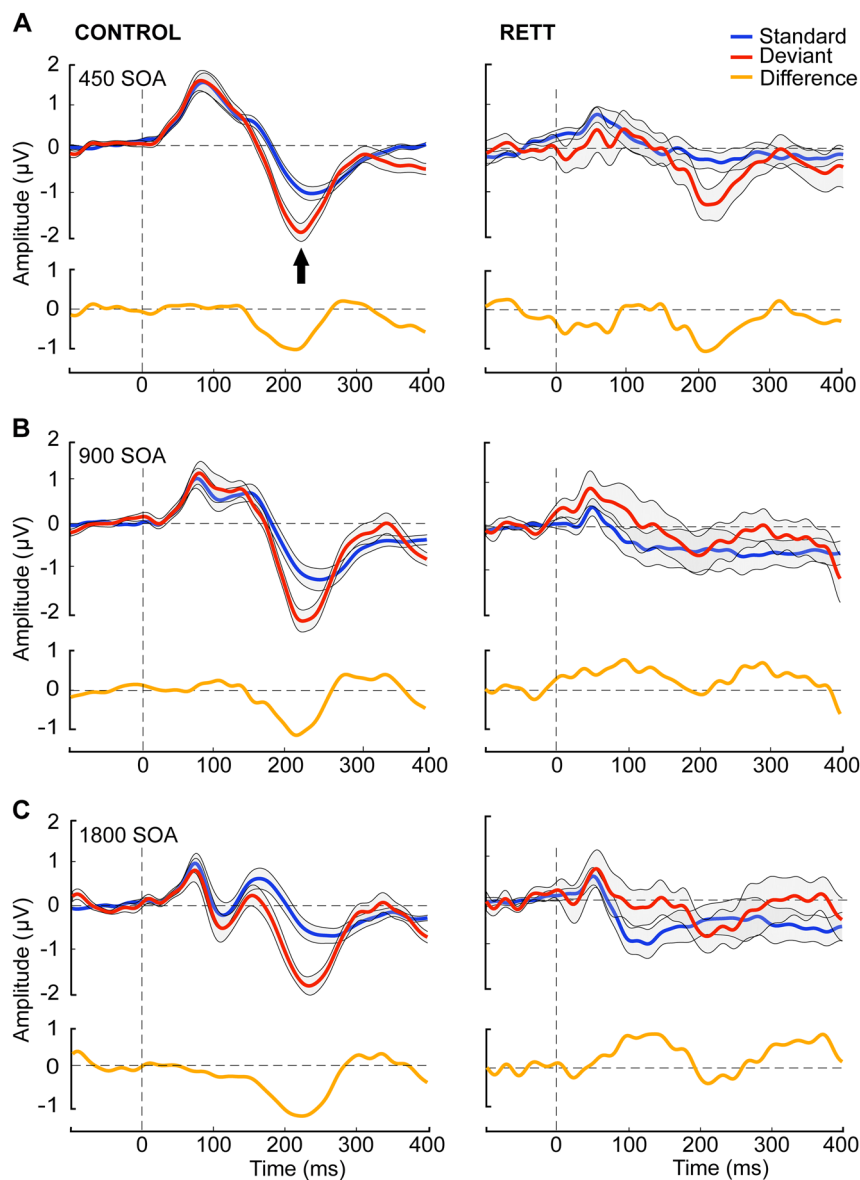 A CONTROL RETT
Standard
Deviant
Difference
450 SOA
2
1
0
-1
-2
Amplitude (µV)
1
0
-1
0 100 200 300 400
0 100 200 300 400
B
900 SOA
2
1
0
-1
-2
Amplitude (µV)
1
0
-1
0 100 200 300 400
0 100 200 300 400
C
1800 SOA
2
1
0
-1
-2
Amplitude (µV)
1
0
-1
0 100 200 300 400
0 100 200 300 400
Time (ms) Time (ms)